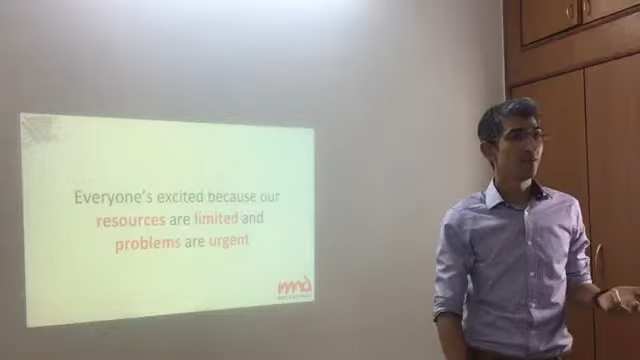 Everyone's excited because our
resources are limited and
problems are urgent